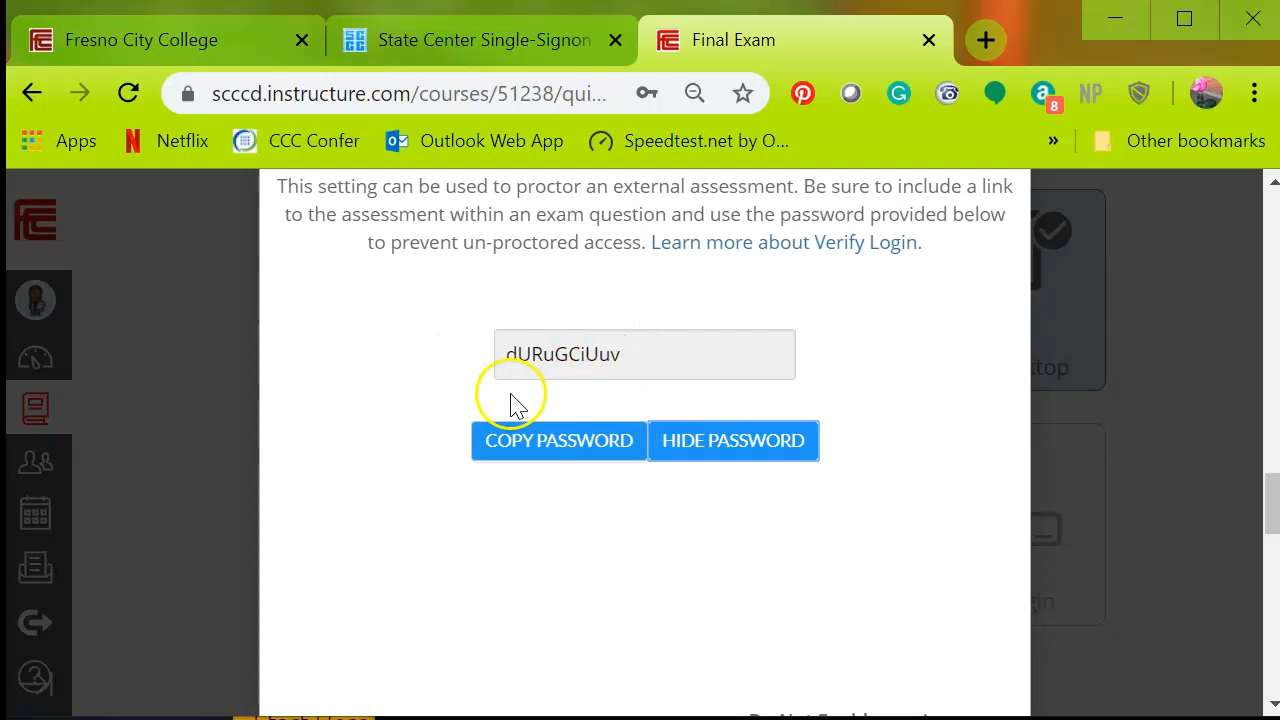 Fresno City College
State Center Single-Signon
Final Exam
scccd.instructure.com/courses/51238/qui...
8
NP
Apps
Netflix
CCC Confer
Outlook Web App
Speedtest.net by O...
»
Other bookmarks
This setting can be used to proctor an external assessment. Be sure to include a link
to the assessment within an exam question and use the password provided below
to prevent un-proctored access. Learn more about Verify Login.
dURuGCiUuv
COPY PASSWORD
HIDE PASSWORD